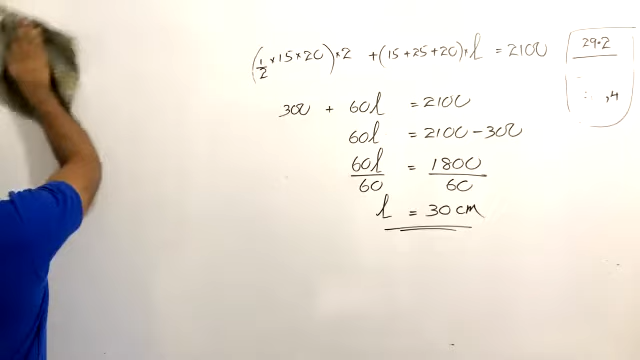 (1/2 × 15 × 20) × 2 + (15 + 25 + 20) × l = 2100
300 + 60l = 2100
60l = 2100 - 300
60l/60 = 1800/60
l = 30 cm
29.2
∴ , 4